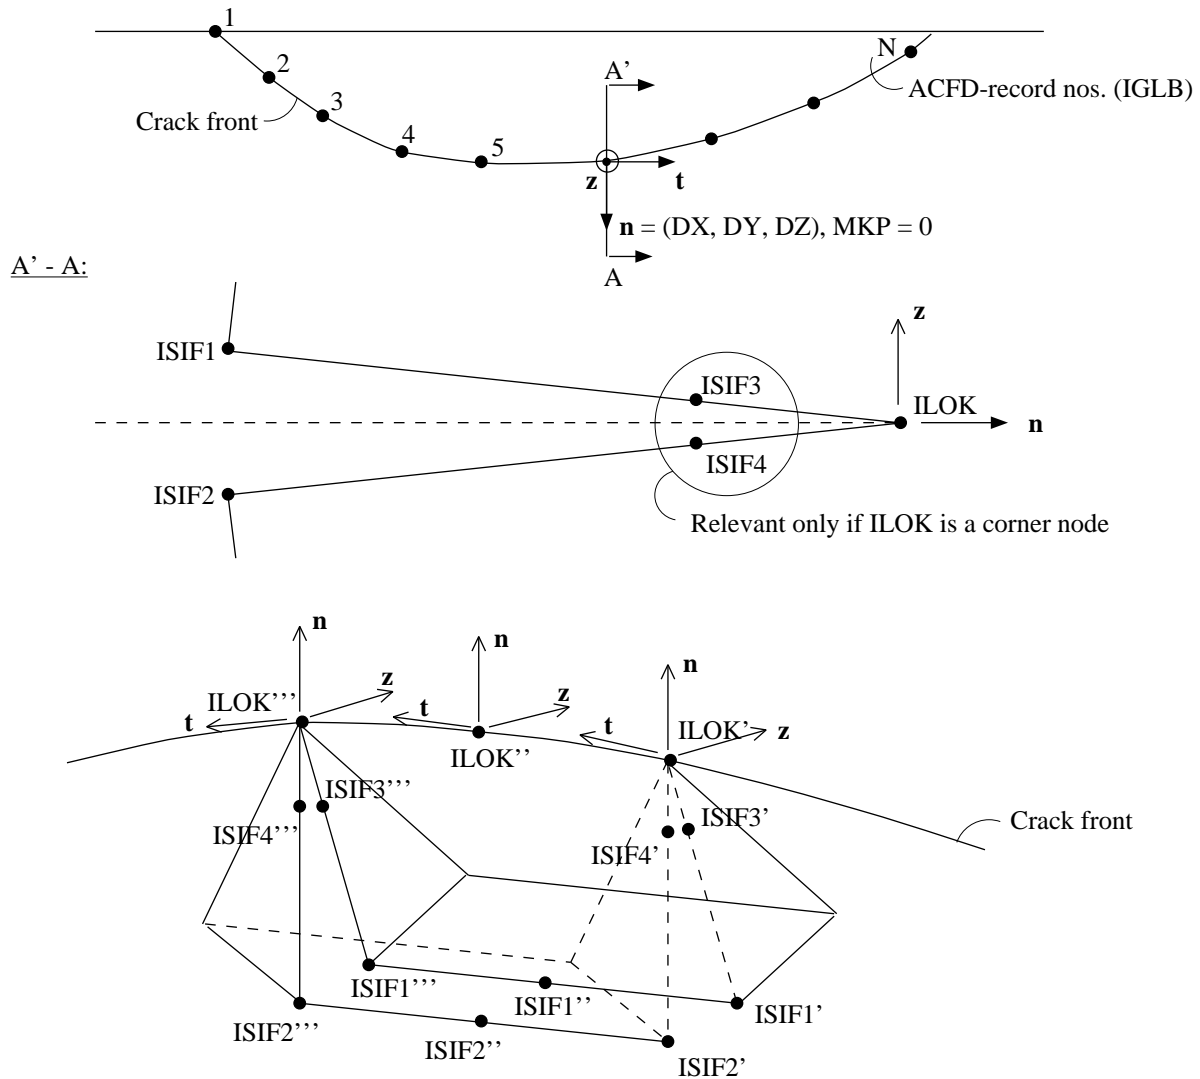 1
2
3
4
5
N
A’
Crack front
ACFD-record nos. (IGLB)
z
t
n = (DX, DY, DZ), MKP = 0
A
A’ - A:
z
ISIF1
ISIF3
ILOK
n
ISIF4
ISIF2
Relevant only if ILOK is a corner node
n
n
n
z
z
ILOK’’’
t
t
t
ILOK’
z
ILOK’’
ISIF3’’’
ISIF3’
Crack front
ISIF4’’’
ISIF4’
ISIF1’’’
ISIF1’’
ISIF1’
ISIF2’’’
ISIF2’’
ISIF2’